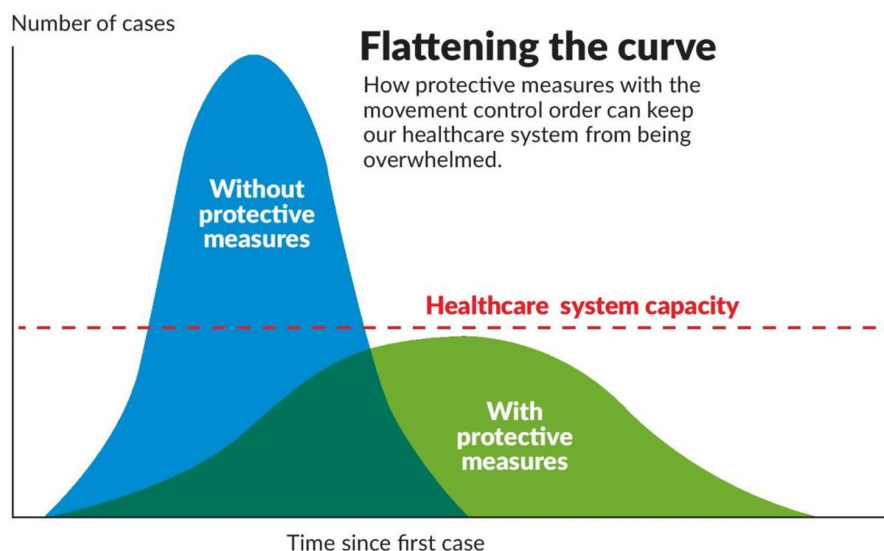 Number of cases
Flattening the curve
How protective measures with the
movement control order can keep
our healthcare system from being
overwhelmed.
Without
protective
measures
Healthcare system capacity
With
protective
measures
Time since first case